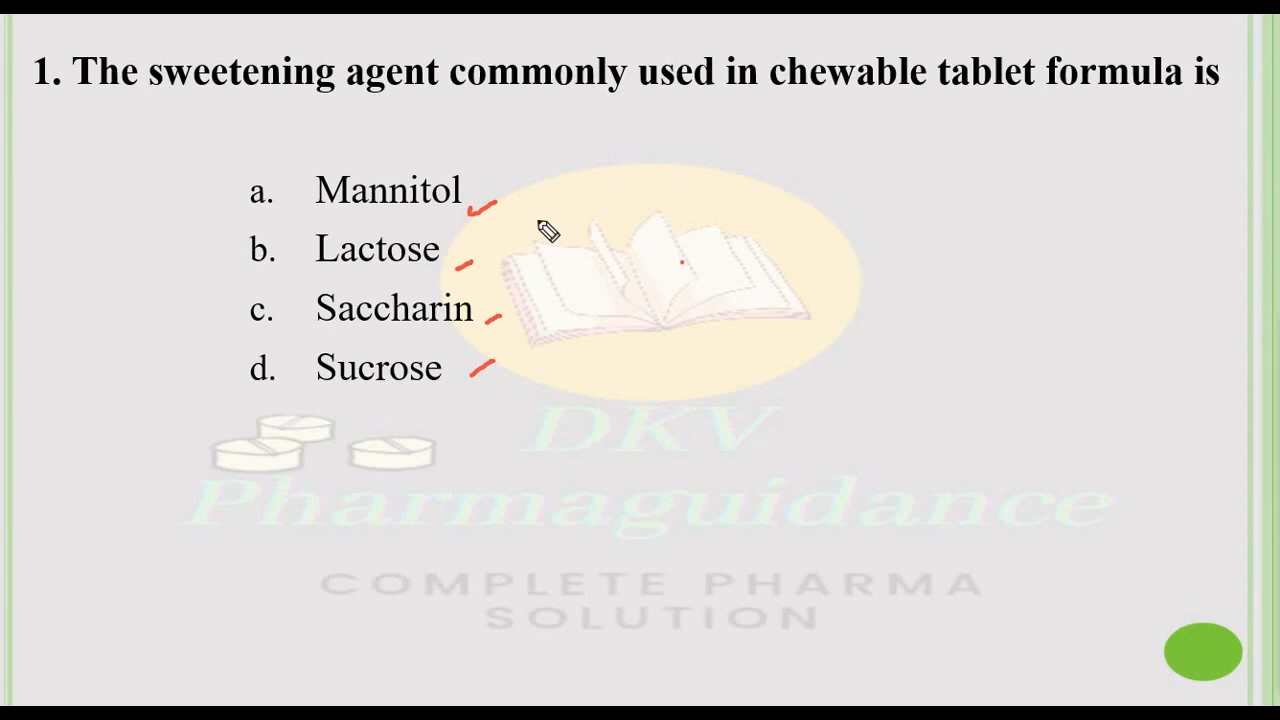 1. The sweetening agent commonly used in chewable tablet formula is
a. Mannitol
b. Lactose
c. Saccharin
d. Sucrose
DKV
Pharmaguidance
COMPLETE PHARMA
SOLUTION